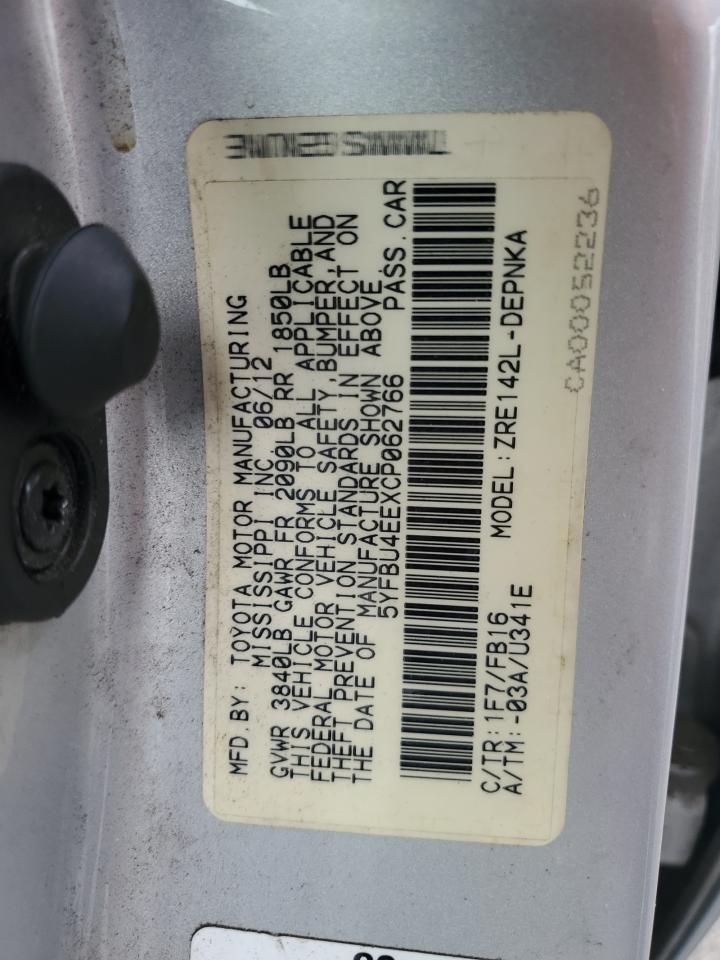 TMMMS GENUINE
MFD. BY: TOYOTA MOTOR MANUFACTURING
MISSISSIPPI INC. 06/12
GVWR 3840LB GAWR FR 2090LB RR 1850LB
THIS VEHICLE CONFORMS TO ALL APPLICABLE
FEDERAL MOTOR VEHICLE SAFETY, BUMPER, AND
THEFT PREVENTION STANDARDS IN EFFECT ON
THE DATE OF MANUFACTURE SHOWN ABOVE.
5YFBU4EEXCP062766 PASS. CAR
C/TR: 1F7/FB16 MODEL: ZRE142L-DEPNKA
A/TM: -03A/U341E
CA00052236